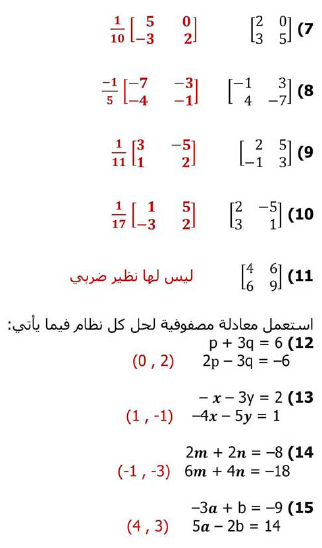 7) [2 0; 3 5] 1/10 [5 0; −3 2]
8) [−1 3; 4 −7] −1/5 [−7 −3; −4 −1]
9) [2 5; −1 3] 1/11 [3 −5; 1 2]
10) [2 −5; 3 1] 1/17 [1 5; −3 2]
11) [4 6; 6 9] ليس لها نظير ضربي
استعمل معادلة مصفوفية لحل كل نظام فيما يأتي:
12) p + 3q = 6
2p − 3q = −6 (0 , 2)
13) − x − 3y = 2
−4x − 5y = 1 (1 , -1)
14) 2m + 2n = −8
6m + 4n = −18 (-1 , -3)
15) −3a + b = −9
5a − 2b = 14 (4 , 3)